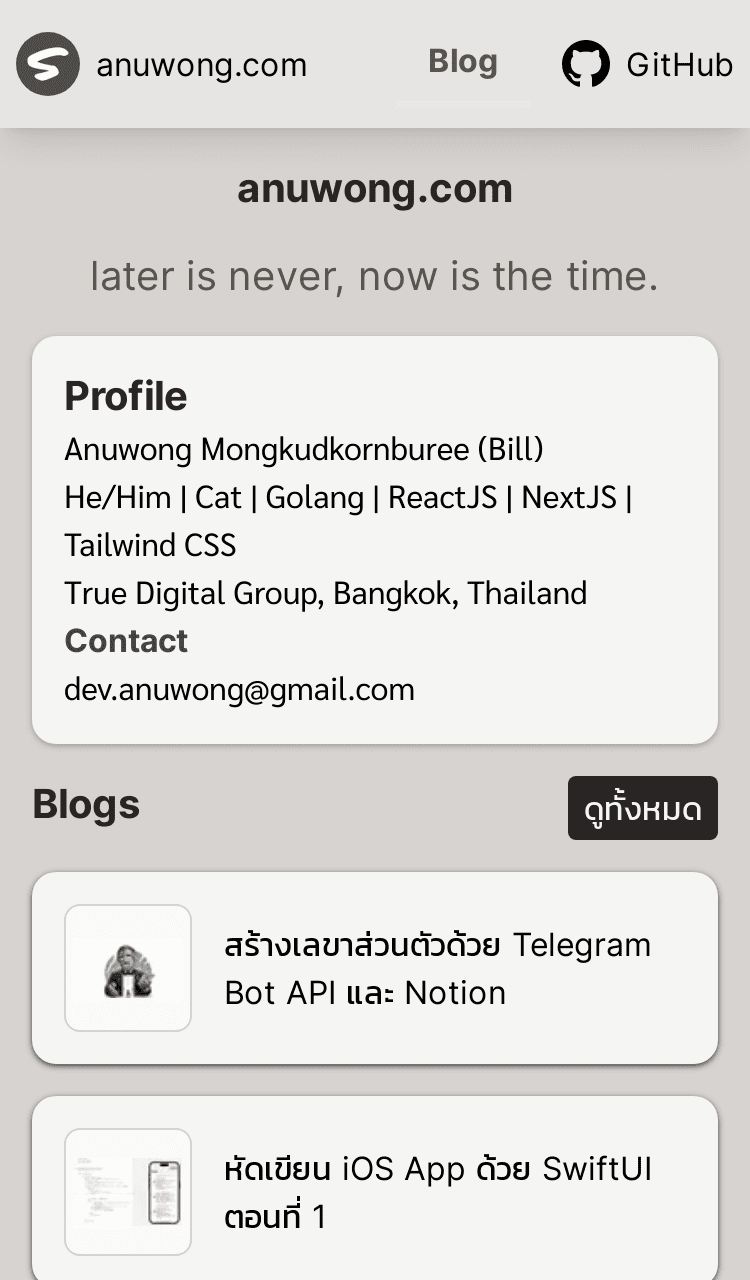 anuwong.com
Blog
GitHub
anuwong.com
later is never, now is the time.
Profile
Anuwong Mongkudkornburee (Bill)
He/Him | Cat | Golang | ReactJS | NextJS |
Tailwind CSS
True Digital Group, Bangkok, Thailand
Contact
dev.anuwong@gmail.com
Blogs
ดูทั้งหมด
สร้างเลขาส่วนตัวด้วย Telegram
Bot API และ Notion
หัดเขียน iOS App ด้วย SwiftUI
ตอนที่ 1